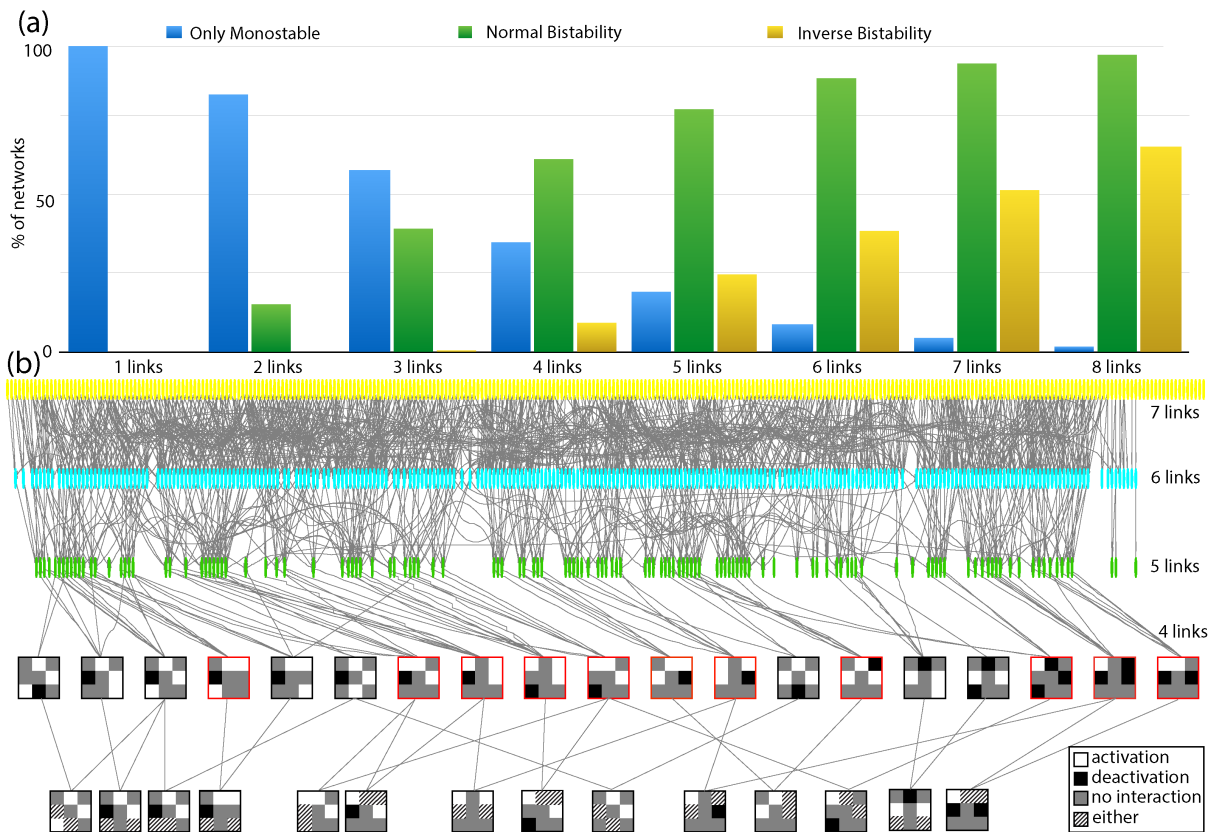 (a)
Only Monostable
Normal Bistability
Inverse Bistability
100
50
0
% of networks
1 links
2 links
3 links
4 links
5 links
6 links
7 links
8 links
(b)
7 links
6 links
5 links
4 links
activation
deactivation
no interaction
either